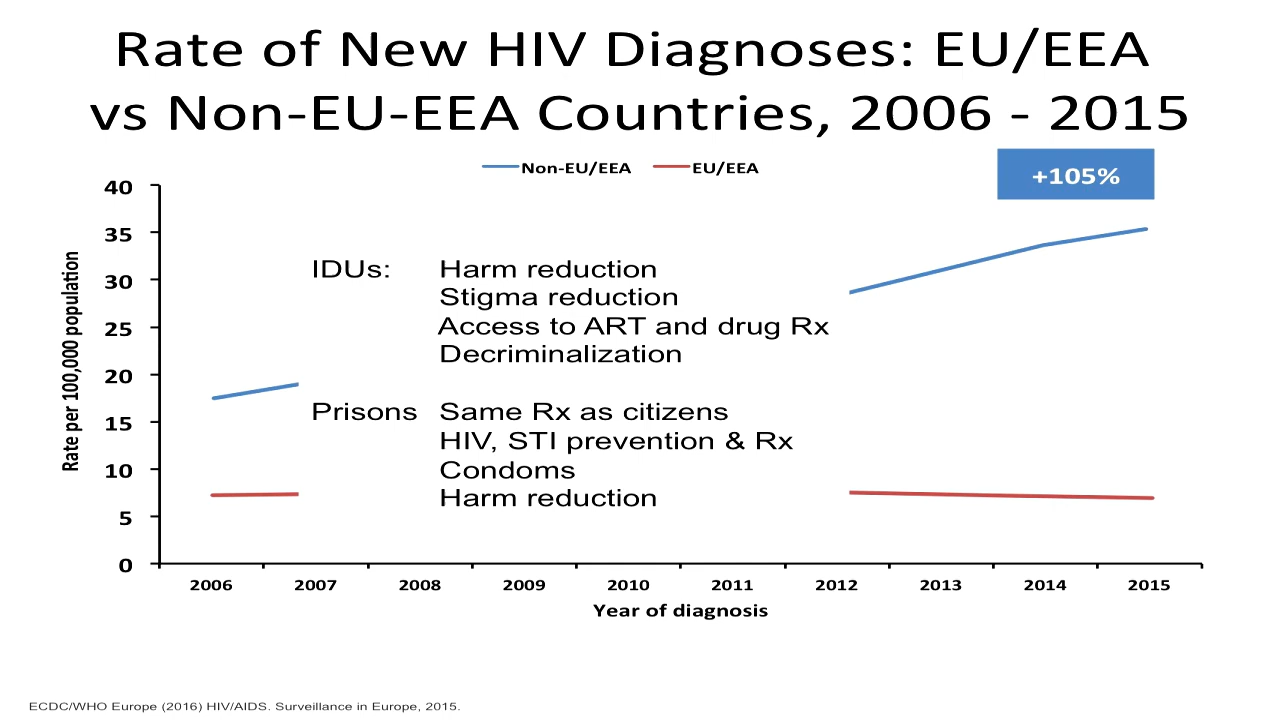 Rate of New HIV Diagnoses: EU/EEA
vs Non-EU-EEA Countries, 2006 - 2015
Non-EU/EEA EU/EEA
+105%
40
35
30
25
20
15
10
5
0
Rate per 100,000 population
IDUs: Harm reduction
Stigma reduction
Access to ART and drug Rx
Decriminalization
Prisons Same Rx as citizens
HIV, STI prevention & Rx
Condoms
Harm reduction
2006 2007 2008 2009 2010 2011 2012 2013 2014 2015
Year of diagnosis
ECDC/WHO Europe (2016) HIV/AIDS. Surveillance in Europe, 2015.